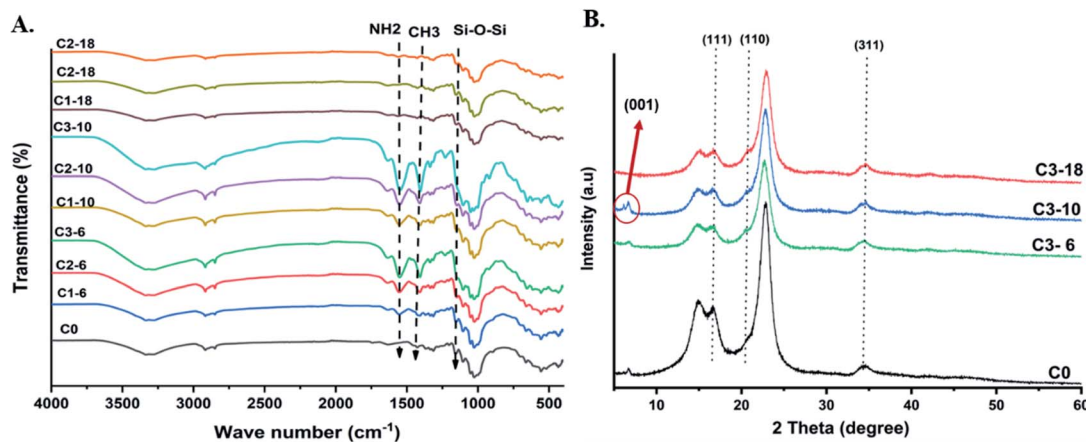 A.
NH2 CH3 Si-O-Si
C2-18
C2-18
C1-18
C3-10
C2-10
C1-10
C3-6
C2-6
C1-6
C0
Transmittance (%)
4000 3500 3000 2500 2000 1500 1000 500
Wave number (cm⁻¹)
B.
(111) (110) (311)
(001)
C3-18
C3-10
C3- 6
C0
Intensity (a.u)
10 20 30 40 50 60
2 Theta (degree)